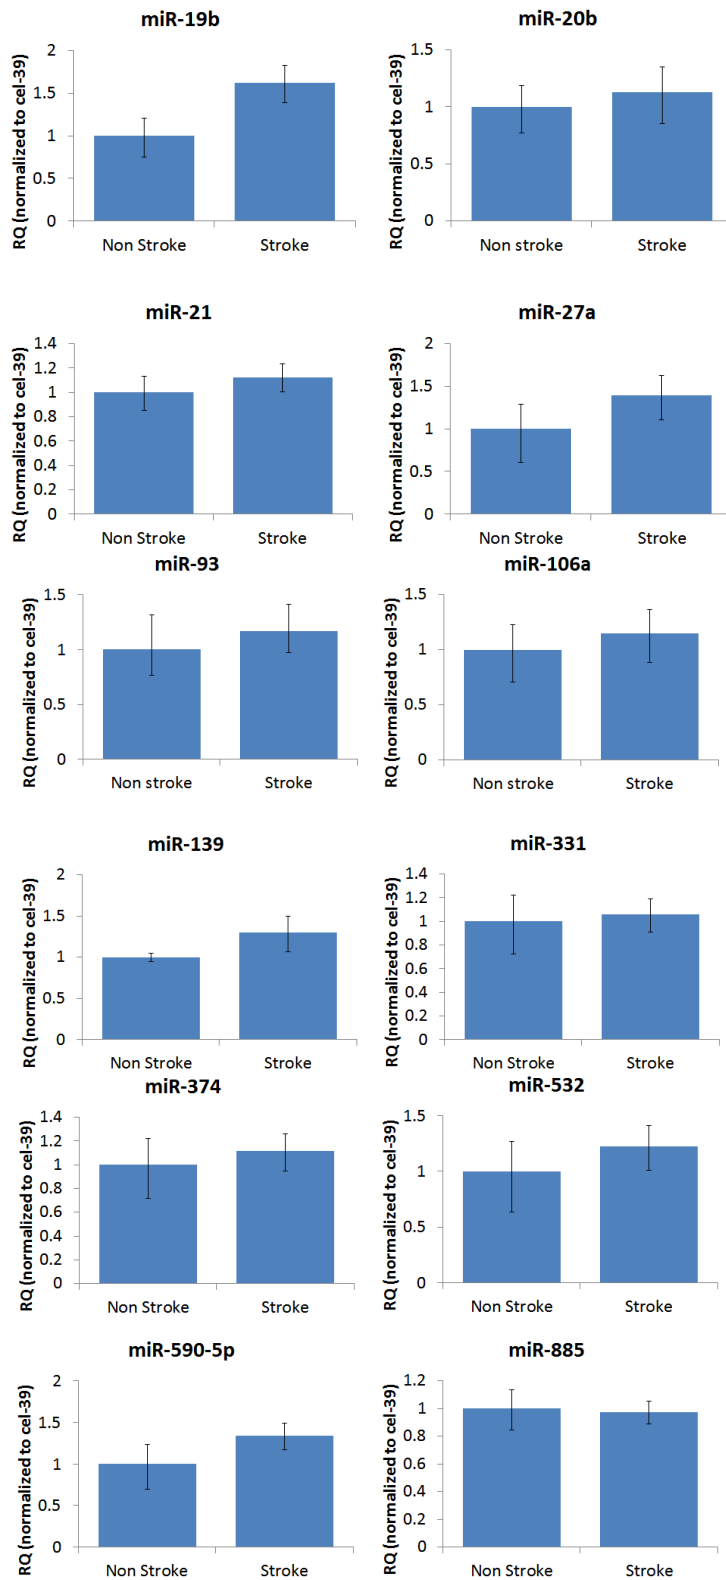 miR-19b
RQ (normalized to cel-39)
2
1.5
1
0.5
0
Non Stroke
Stroke
miR-20b
RQ (normalized to cel-39)
1.5
1
0.5
0
Non stroke
Stroke
miR-21
RQ (normalized to cel-39)
1.4
1.2
1
0.8
0.6
0.4
0.2
0
Non Stroke
Stroke
miR-27a
RQ (normalized to cel-39)
2
1.5
1
0.5
0
Non Stroke
Stroke
miR-93
RQ (normalized to cel-39)
1.5
1
0.5
0
Non stroke
Stroke
miR-106a
RQ (normalized to cel-39)
1.5
1
0.5
0
Non stroke
Stroke
miR-139
RQ (normalized to cel-39)
2
1.5
1
0.5
0
Non Stroke
Stroke
miR-331
RQ (normalized to cel-39)
1.4
1.2
1
0.8
0.6
0.4
0.2
0
Non Stroke
Stroke
miR-374
RQ (normalized to cel-39)
1.4
1.2
1
0.8
0.6
0.4
0.2
0
Non Stroke
Stroke
miR-532
RQ (normalized to cel-39)
1.5
1
0.5
0
Non Stroke
Stroke
miR-590-5p
RQ (normalized to cel-39)
2
1.5
1
0.5
0
Non Stroke
Stroke
miR-885
RQ (normalized to cel-39)
1.2
1
0.8
0.6
0.4
0.2
0
Non Stroke
Stroke